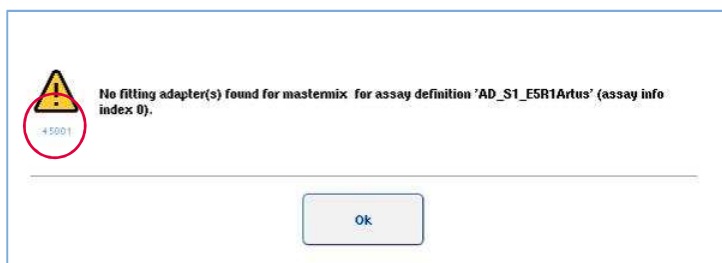 No fitting adapter(s) found for mastermix for assay definition 'AD_S1_E5R1Artus' (assay info
index 0).
45001
Ok